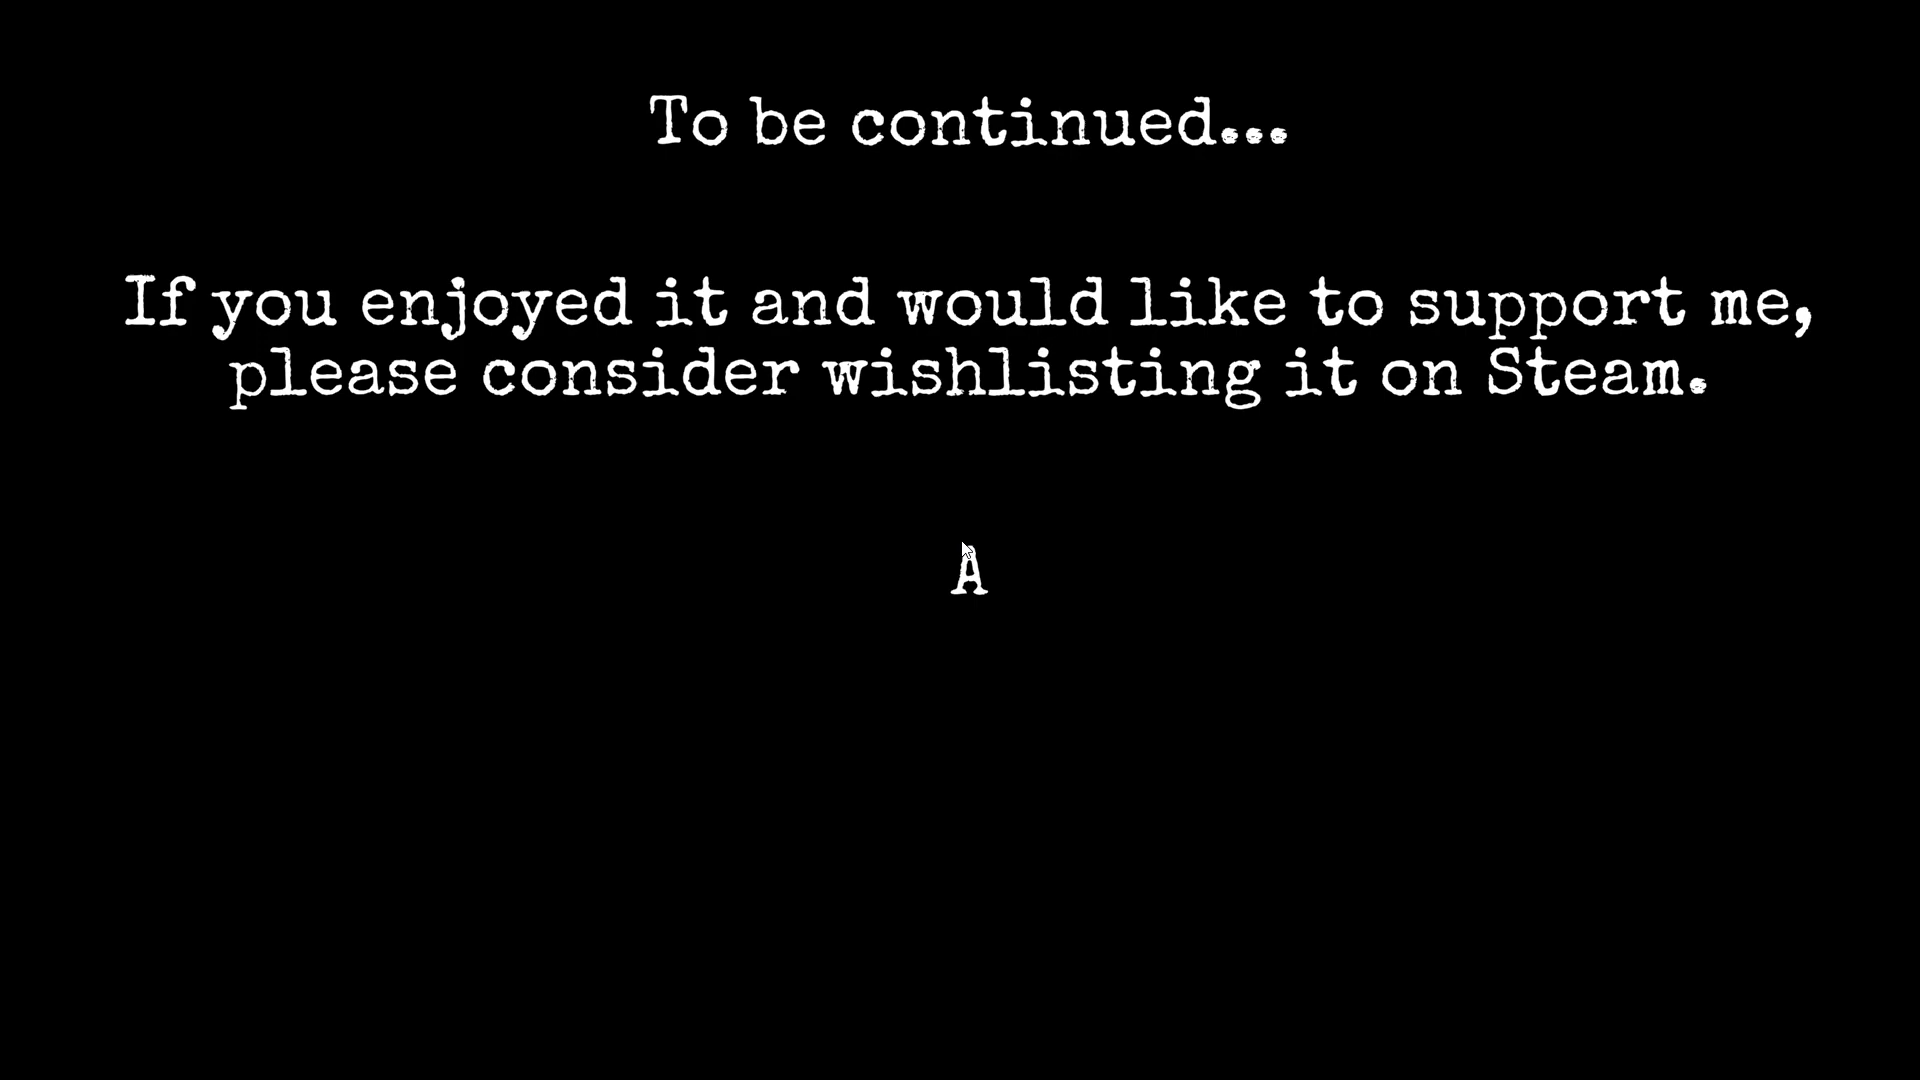 To be continued...
If you enjoyed it and would like to support me,
please consider wishlisting it on Steam.
A